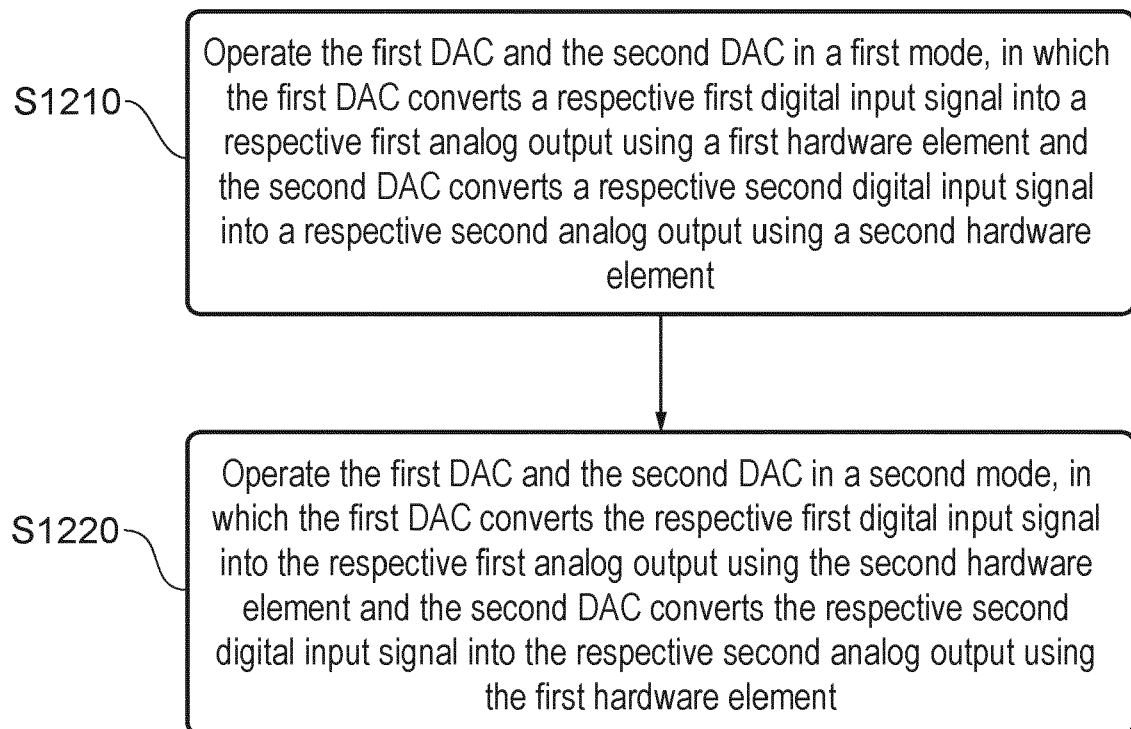 S1210
Operate the first DAC and the second DAC in a first mode, in which
the first DAC converts a respective first digital input signal into a
respective first analog output using a first hardware element and
the second DAC converts a respective second digital input signal
into a respective second analog output using a second hardware
element
S1220
Operate the first DAC and the second DAC in a second mode, in
which the first DAC converts the respective first digital input signal
into the respective first analog output using the second hardware
element and the second DAC converts the respective second
digital input signal into the respective second analog output using
the first hardware element